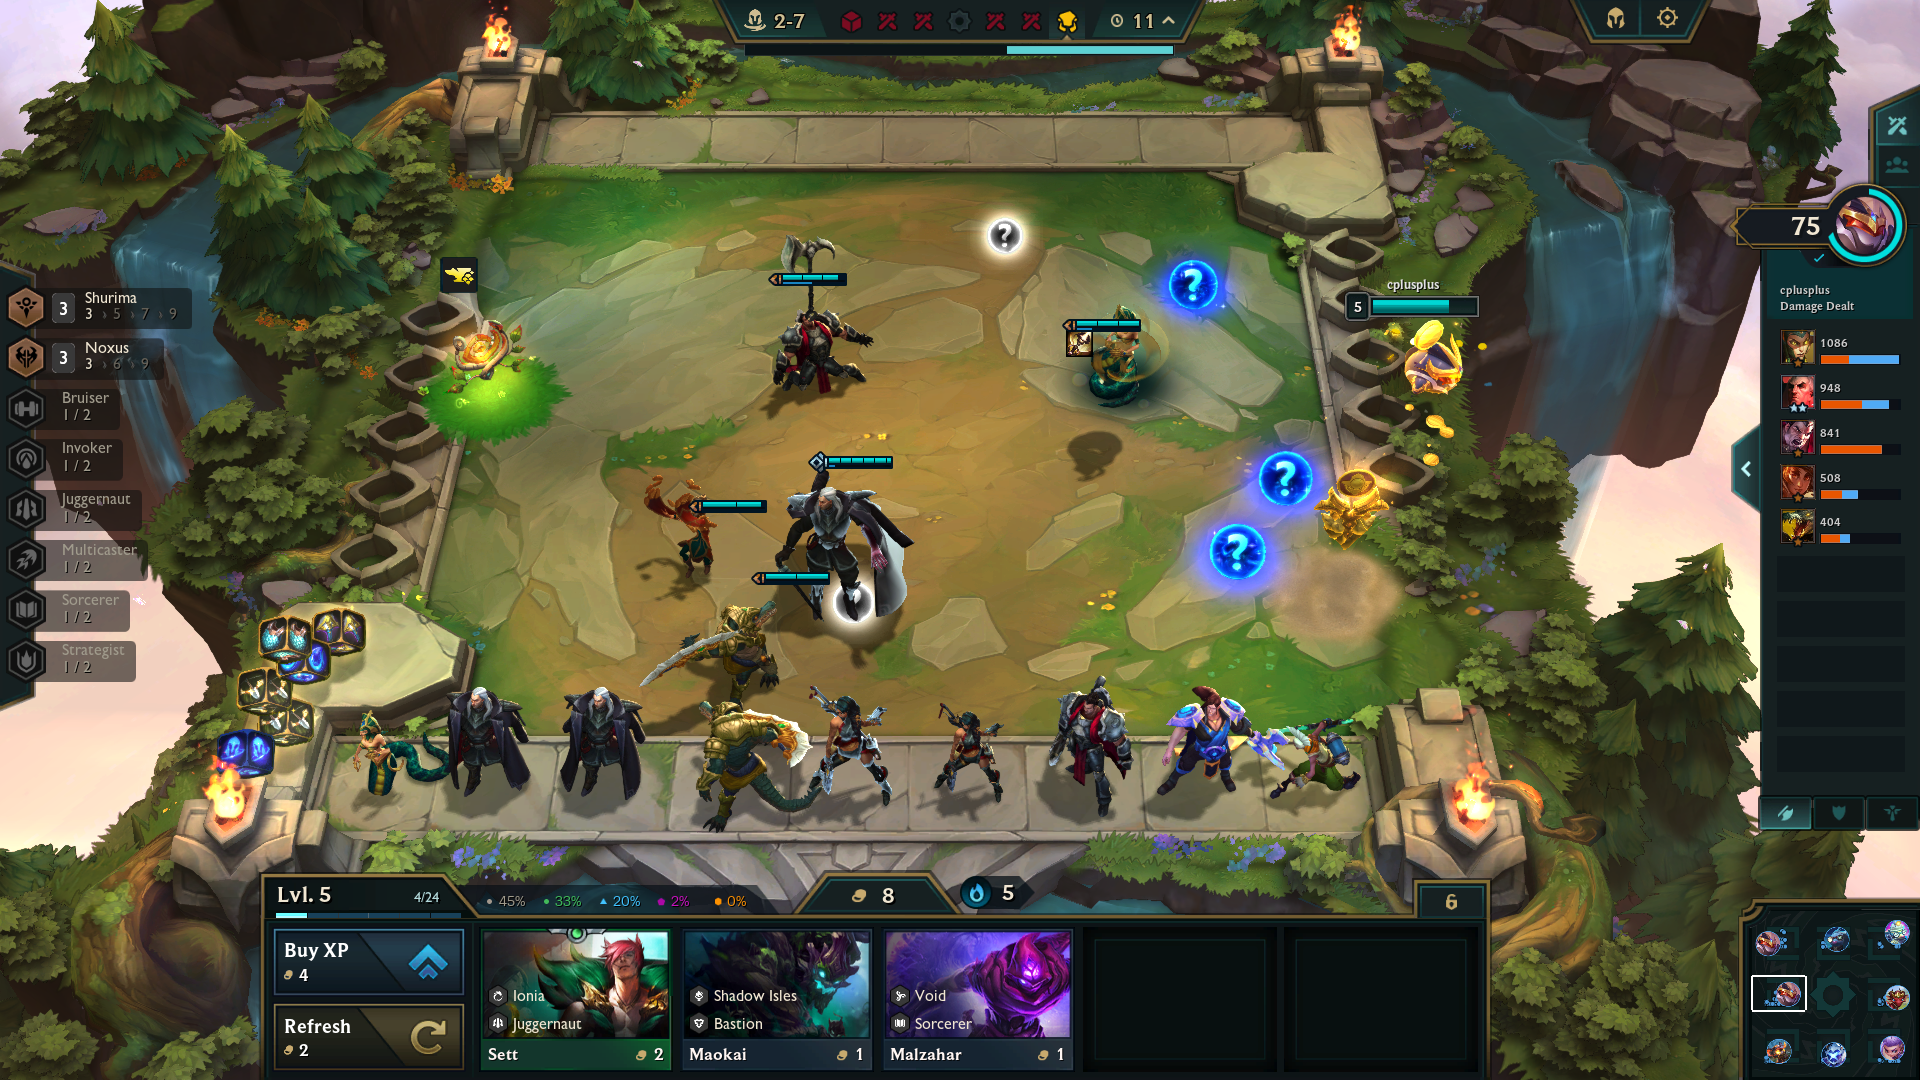 2-7
11
75
cplusplus
5
cplusplus
Damage Dealt
1086
948
841
508
404
3
Shurima
3 › 5 › 7 › 9
3
Noxus
3 › 6 › 9
Bruiser
1 / 2
Invoker
1 / 2
Juggernaut
1 / 2
Multicaster
1 / 2
Sorcerer
1 / 2
Strategist
1 / 2
?
?
?
?
Lvl. 5
4/24
45%
33%
20%
2%
0%
8
5
6
Buy XP
4
Refresh
2
Ionia
Juggernaut
Sett
2
Shadow Isles
Bastion
Maokai
1
Void
Sorcerer
Malzahar
1